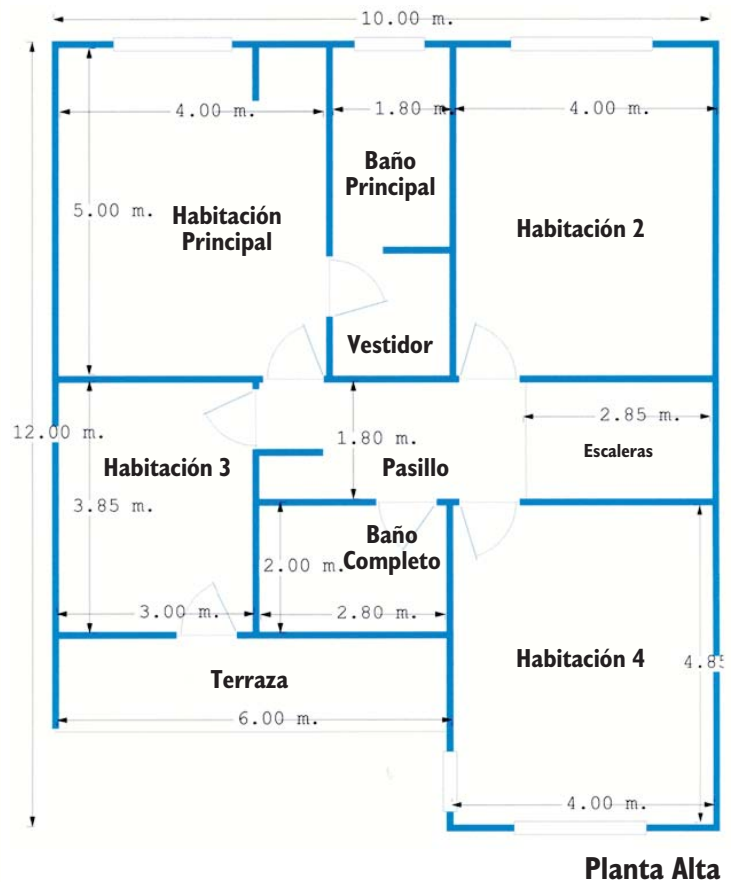 10.00 m.
4.00 m.
1.80 m.
4.00 m.
Baño
Principal
5.00 m.
Habitación
Principal
Habitación 2
Vestidor
2.85 m.
12.00 m.
1.80 m.
Escaleras
Habitación 3
Pasillo
3.85 m.
Baño
Completo
2.00 m.
3.00 m.
2.80 m.
Habitación 4
4.85
Terraza
6.00 m.
4.00 m.
Planta Alta